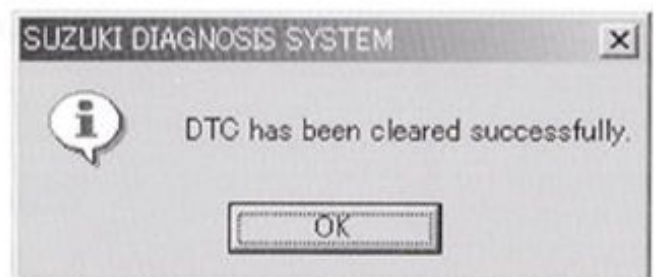 SUZUKI DIAGNOSIS SYSTEM
DTC has been cleared successfully.
OK